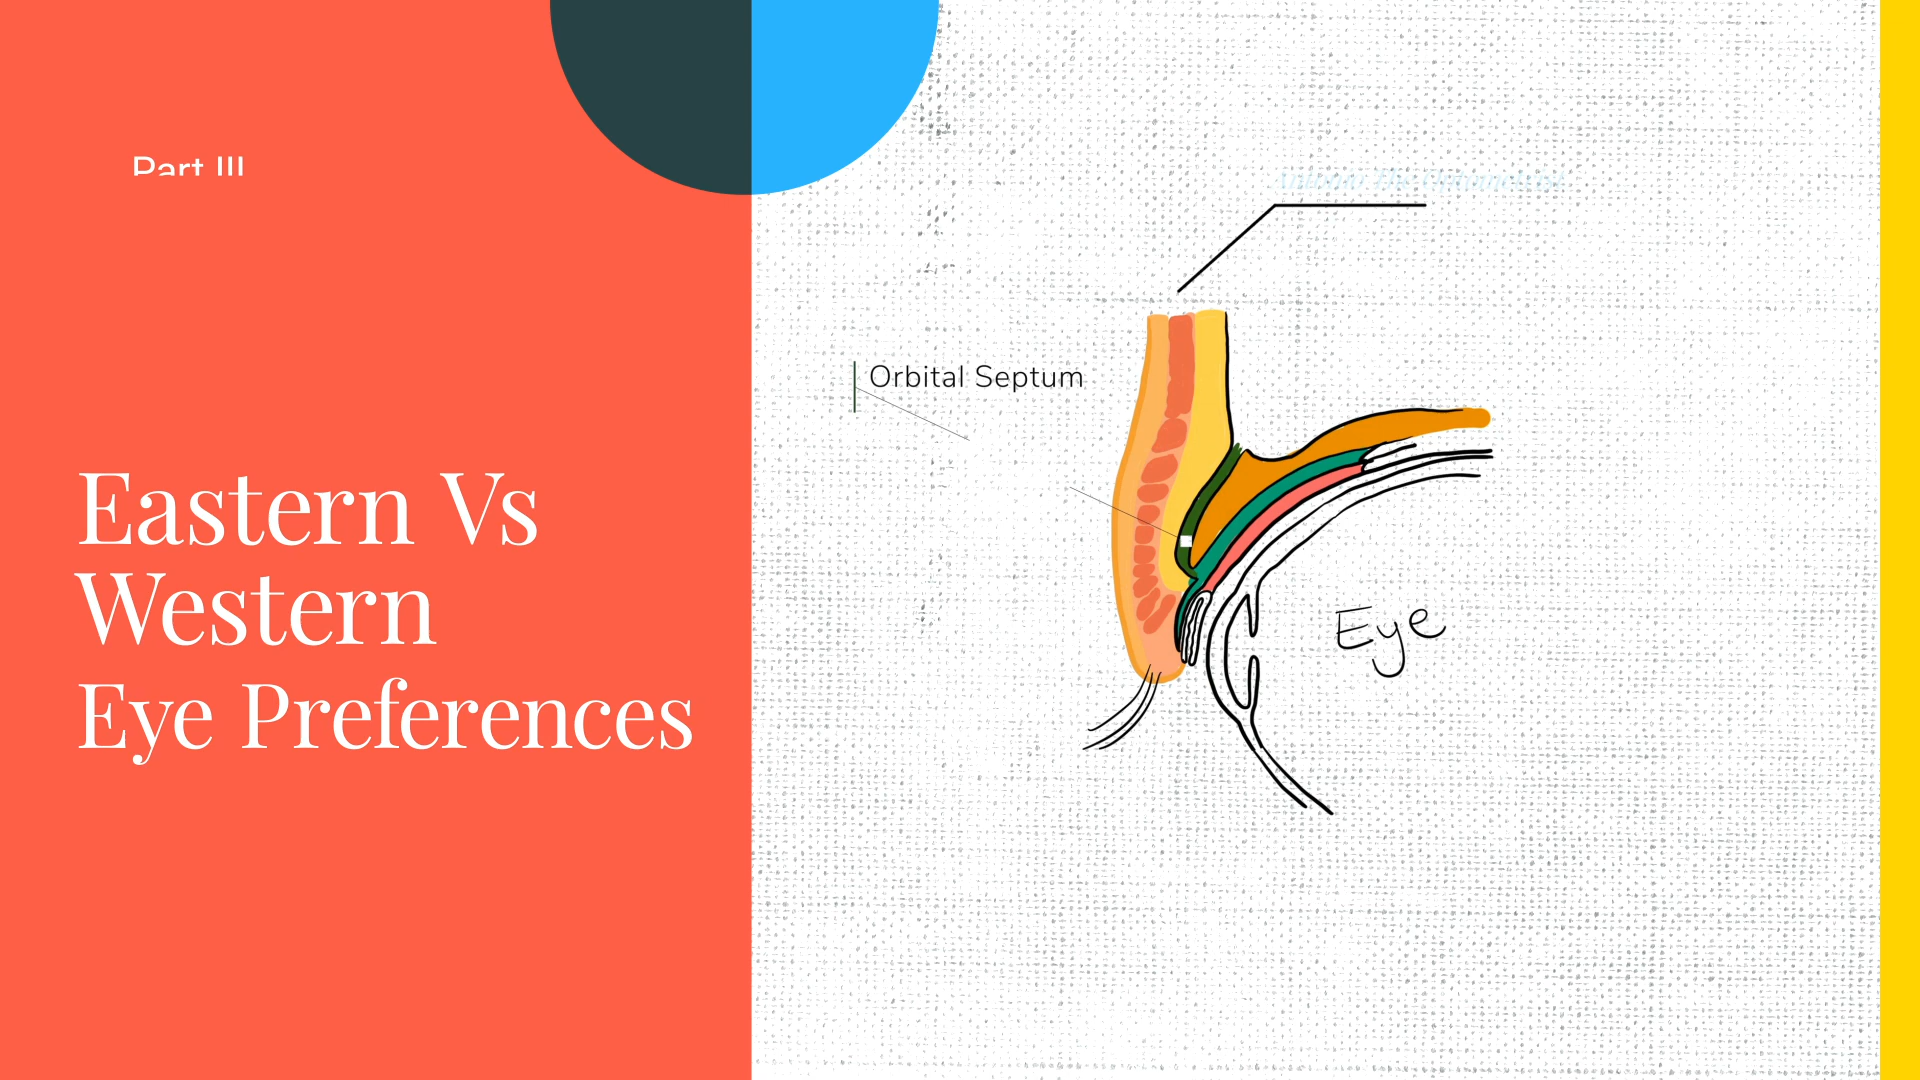 Part III
Eastern Vs
Western
Eye Preferences
Orbital Septum
Eye